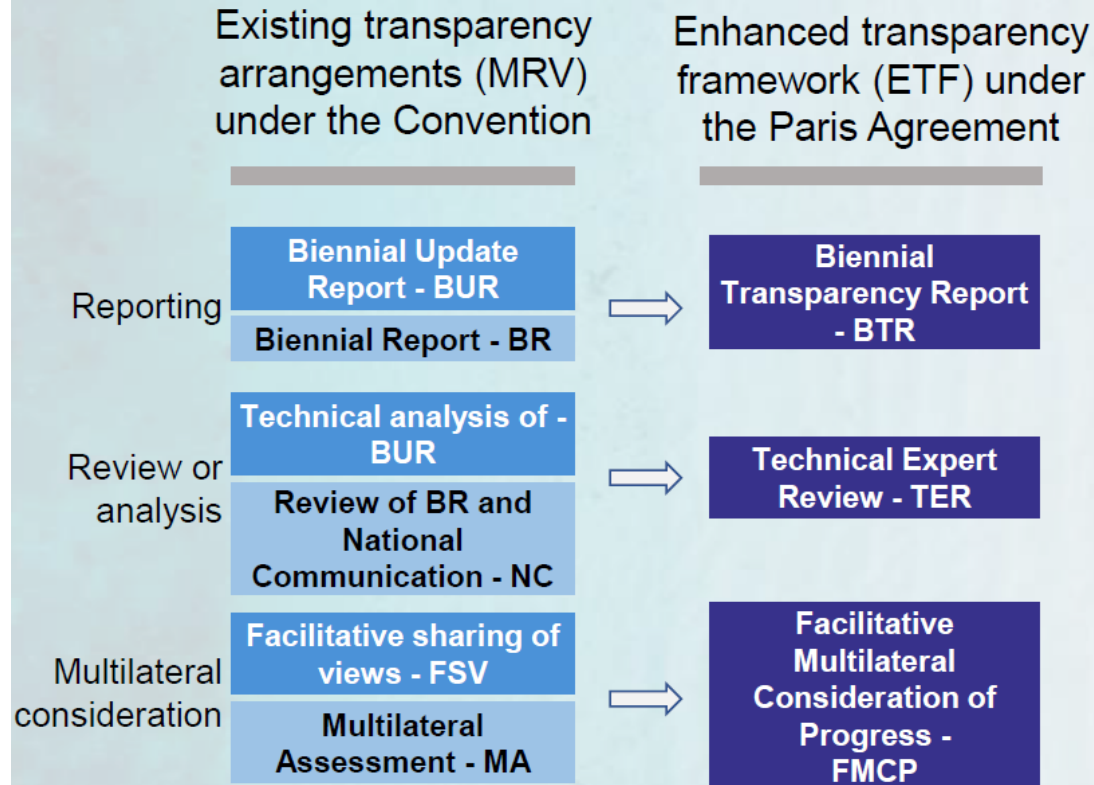 Existing transparency
arrangements (MRV)
under the Convention
Enhanced transparency
framework (ETF) under
the Paris Agreement
Reporting
Biennial Update
Report - BUR
Biennial Report - BR
Biennial
Transparency Report
- BTR
Review or
analysis
Technical analysis of -
BUR
Review of BR and
National
Communication - NC
Technical Expert
Review - TER
Multilateral
consideration
Facilitative sharing of
views - FSV
Multilateral
Assessment - MA
Facilitative
Multilateral
Consideration of
Progress -
FMCP